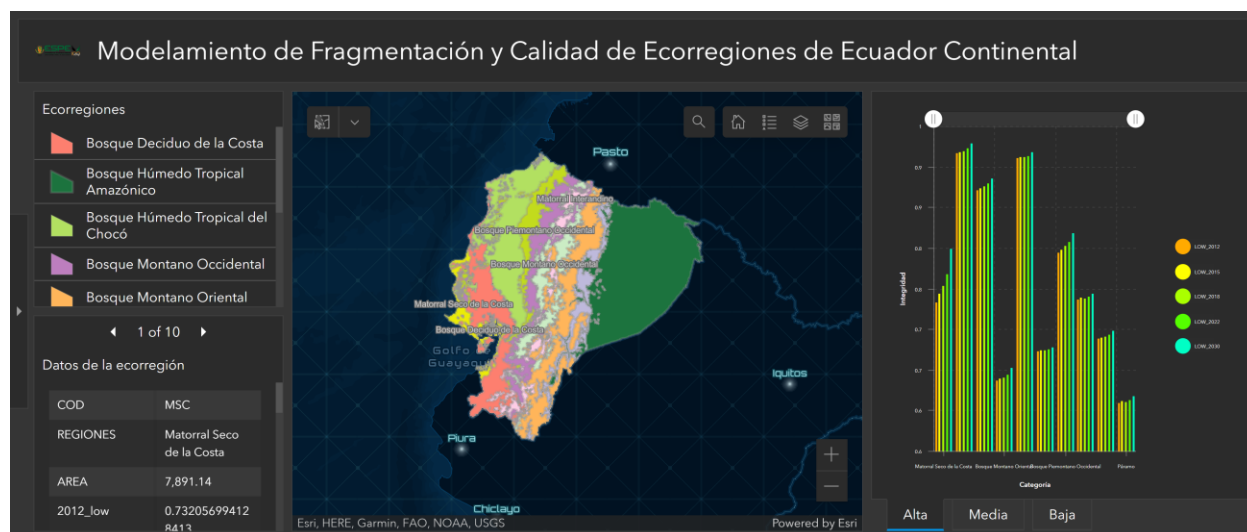 ESPE
Modelamiento de Fragmentación y Calidad de Ecorregiones de Ecuador Continental
Ecorregiones
Bosque Deciduo de la Costa
Bosque Húmedo Tropical
Amazónico
Bosque Húmedo Tropical del
Chocó
Bosque Montano Occidental
Bosque Montano Oriental
1 of 10
Datos de la ecorregión
COD MSC
REGIONES Matorral Seco
de la Costa
AREA 7,891.14
2012_low 0.73205699412
8413
Pasto
Matorral Interandino
Bosque Piemontano Occidental
Bosque Montano Occidental
Matorral Seco de la Costa
Bosque Deciduo de la Costa
Golfo de
Guayaquil
Iquitos
Piura
Chiclayo
Esri, HERE, Garmin, FAO, NOAA, USGS
Powered by Esri
1
0.9
0.9
0.8
0.8
0.7
0.7
0.6
0.6
Integridad
Matorral Seco de la Costa
Bosque Montano Oriental
Bosque Piemontano Occidental
Páramo
Categoría
LOW_2012
LOW_2015
LOW_2018
LOW_2022
LOW_2030
Alta
Media
Baja